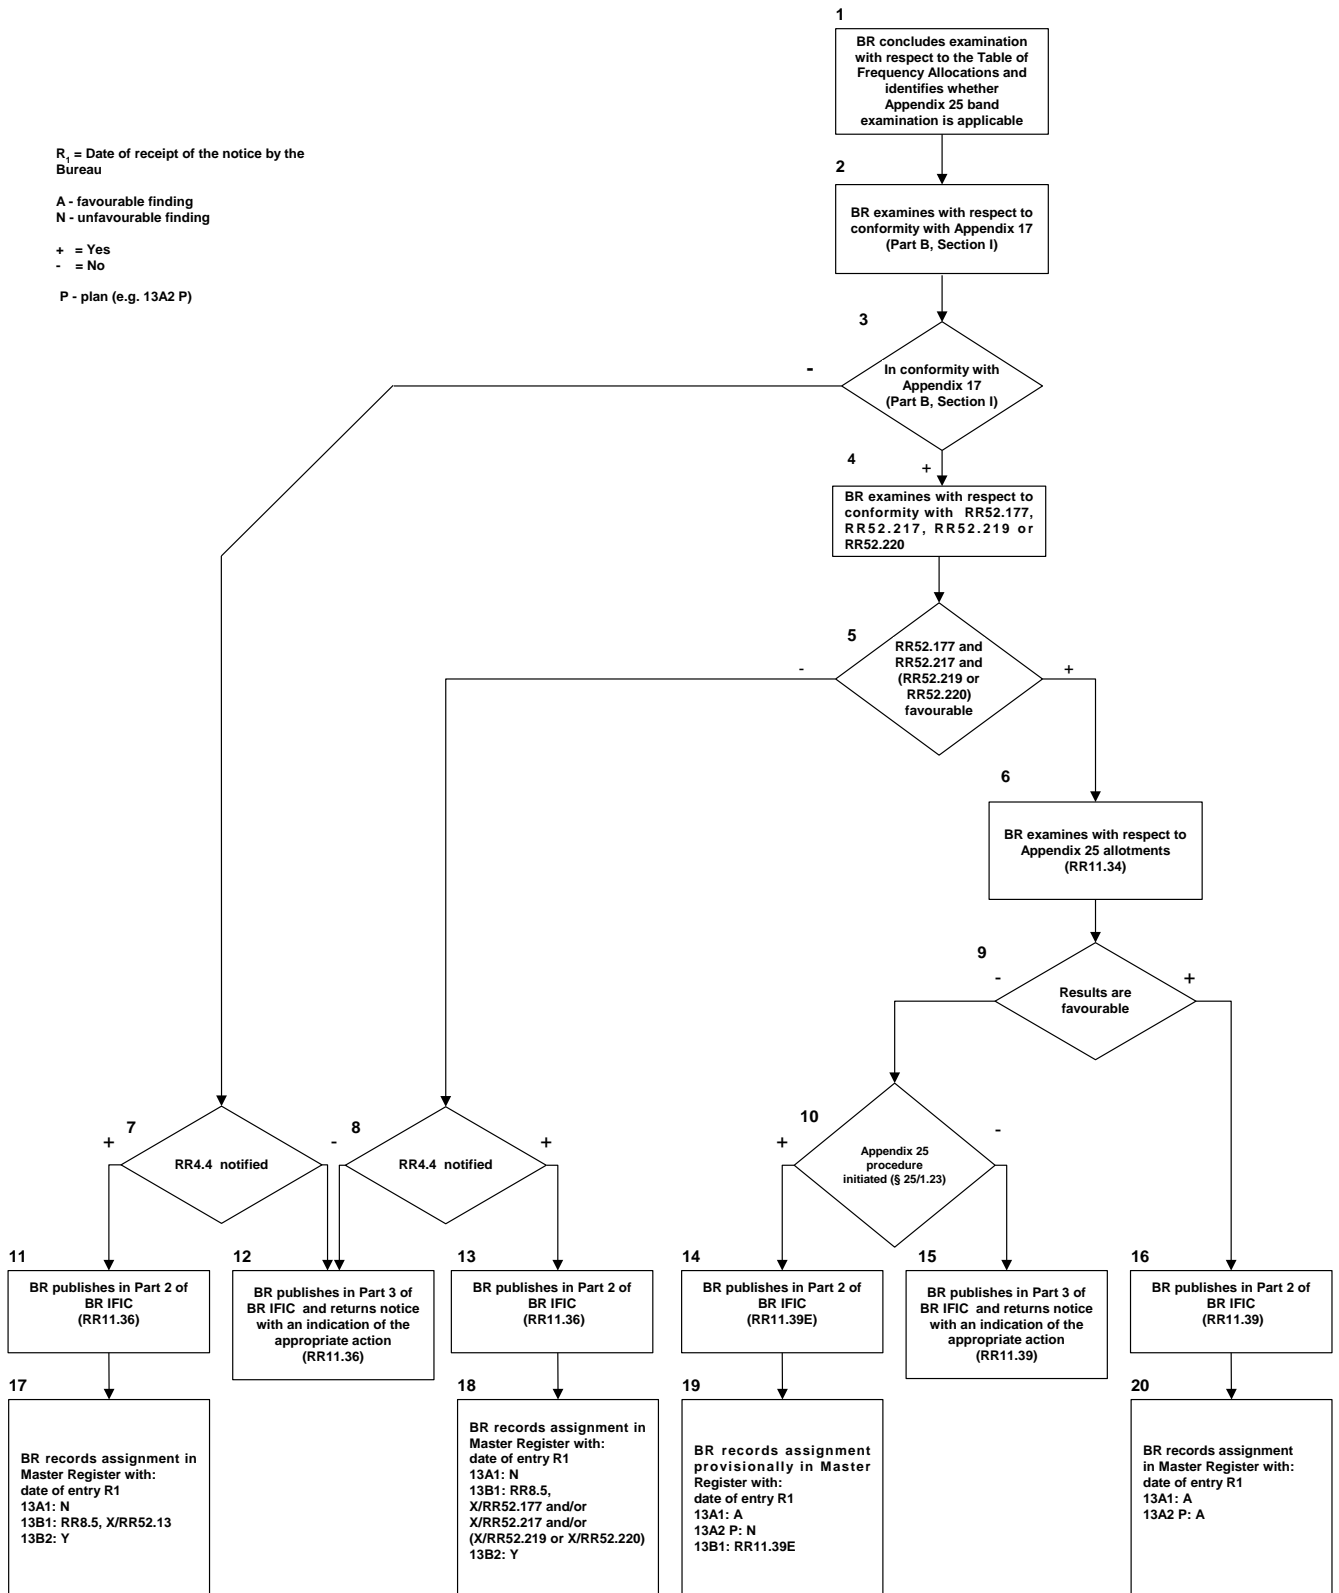 1
BR concludes examination
with respect to the Table of
Frequency Allocations and
identifies whether
Appendix 25 band
examination is applicable
R1 = Date of receipt of the notice by the
Bureau
A - favourable finding
N - unfavourable finding
+ = Yes
- = No
P - plan (e.g. 13A2 P)
2
BR examines with respect to
conformity with Appendix 17
(Part B, Section I)
3
-
In conformity with
Appendix 17
(Part B, Section I)
4
+
BR examines with respect to
conformity with RR52.177,
RR52.217, RR52.219 or
RR52.220
5
-
RR52.177 and
RR52.217 and
(RR52.219 or
RR52.220)
favourable
+
6
BR examines with respect to
Appendix 25 allotments
(RR11.34)
9
-
Results are
favourable
+
7
+
RR4.4 notified
-
8
RR4.4 notified
+
10
+
Appendix 25
procedure
initiated (§ 25/1.23)
-
11
BR publishes in Part 2 of
BR IFIC
(RR11.36)
12
BR publishes in Part 3 of
BR IFIC and returns notice
with an indication of the
appropriate action
(RR11.36)
13
BR publishes in Part 2 of
BR IFIC
(RR11.36)
14
BR publishes in Part 2 of
BR IFIC
(RR11.39E)
15
BR publishes in Part 3 of
BR IFIC and returns notice
with an indication of the
appropriate action
(RR11.39)
16
BR publishes in Part 2 of
BR IFIC
(RR11.39)
17
BR records assignment in
Master Register with:
date of entry R1
13A1: N
13B1: RR8.5, X/RR52.13
13B2: Y
18
BR records assignment in
Master Register with:
date of entry R1
13A1: N
13B1: RR8.5,
X/RR52.177 and/or
X/RR52.217 and/or
(X/RR52.219 or X/RR52.220)
13B2: Y
19
BR records assignment
provisionally in Master
Register with:
date of entry R1
13A1: A
13A2 P: N
13B1: RR11.39E
20
BR records assignment
in Master Register with:
date of entry R1
13A1: A
13A2 P: A